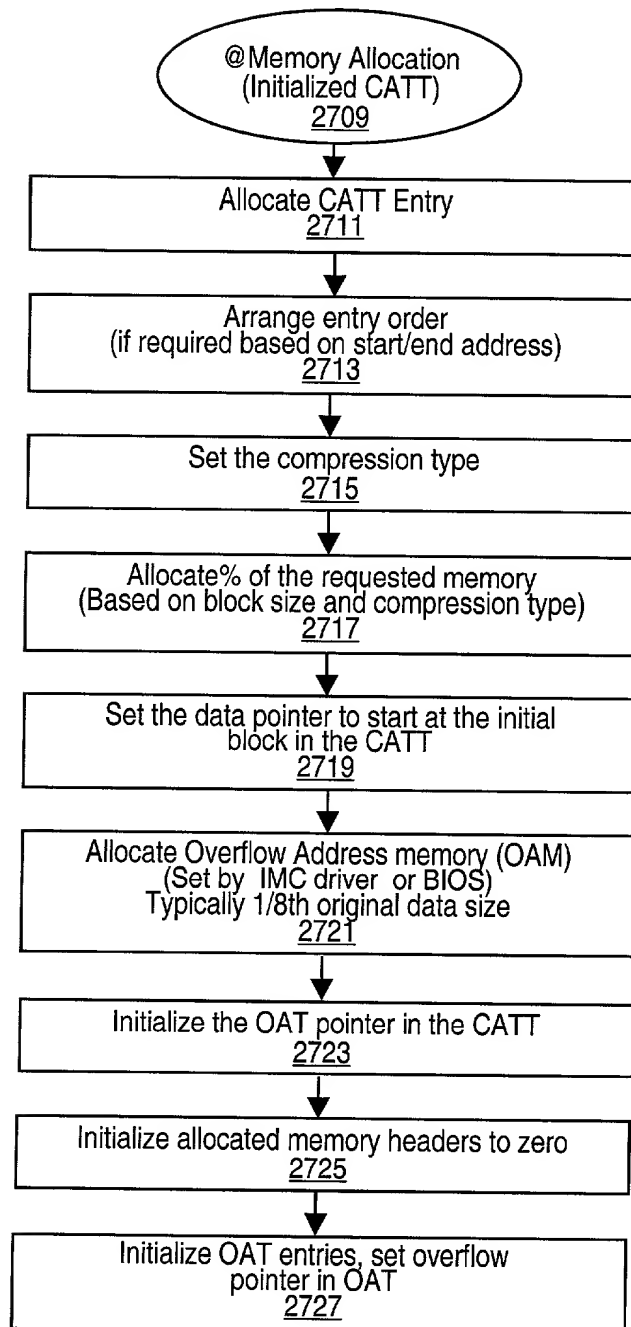 @Memory Allocation
(Initialized CATT)
2709
Allocate CATT Entry
2711
Arrange entry order
(if required based on start/end address)
2713
Set the compression type
2715
Allocate% of the requested memory
(Based on block size and compression type)
2717
Set the data pointer to start at the initial
block in the CATT
2719
Allocate Overflow Address memory (OAM)
(Set by IMC driver or BIOS)
Typically 1/8th original data size
2721
Initialize the OAT pointer in the CATT
2723
Initialize allocated memory headers to zero
2725
Initialize OAT entries, set overflow
pointer in OAT
2727